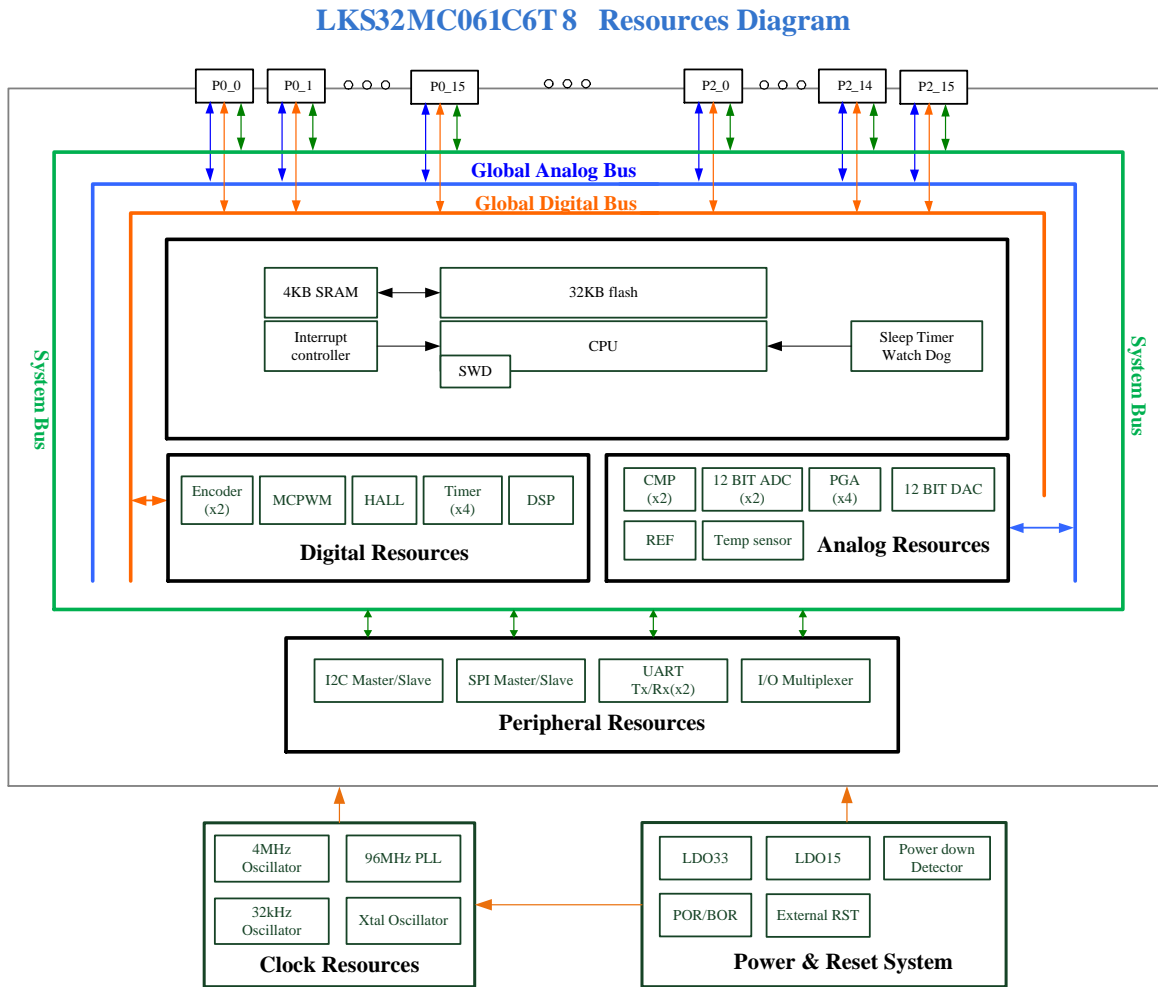 LKS32MC061C6T8 Resources Diagram
P0_0
P0_1
P0_15
P2_0
P2_14
P2_15
Global Analog Bus
Global Digital Bus
System Bus
System Bus
4KB SRAM
32KB flash
Interrupt
controller
CPU
SWD
Sleep Timer
Watch Dog
Encoder
(x2)
MCPWM
HALL
Timer
(x4)
DSP
Digital Resources
CMP
(x2)
12 BIT ADC
(x2)
PGA
(x4)
12 BIT DAC
REF
Temp sensor
Analog Resources
I2C Master/Slave
SPI Master/Slave
UART
Tx/Rx(x2)
I/O Multiplexer
Peripheral Resources
4MHz
Oscillator
96MHz PLL
32kHz
Oscillator
Xtal Oscillator
Clock Resources
LDO33
LDO15
Power down
Detector
POR/BOR
External RST
Power & Reset System